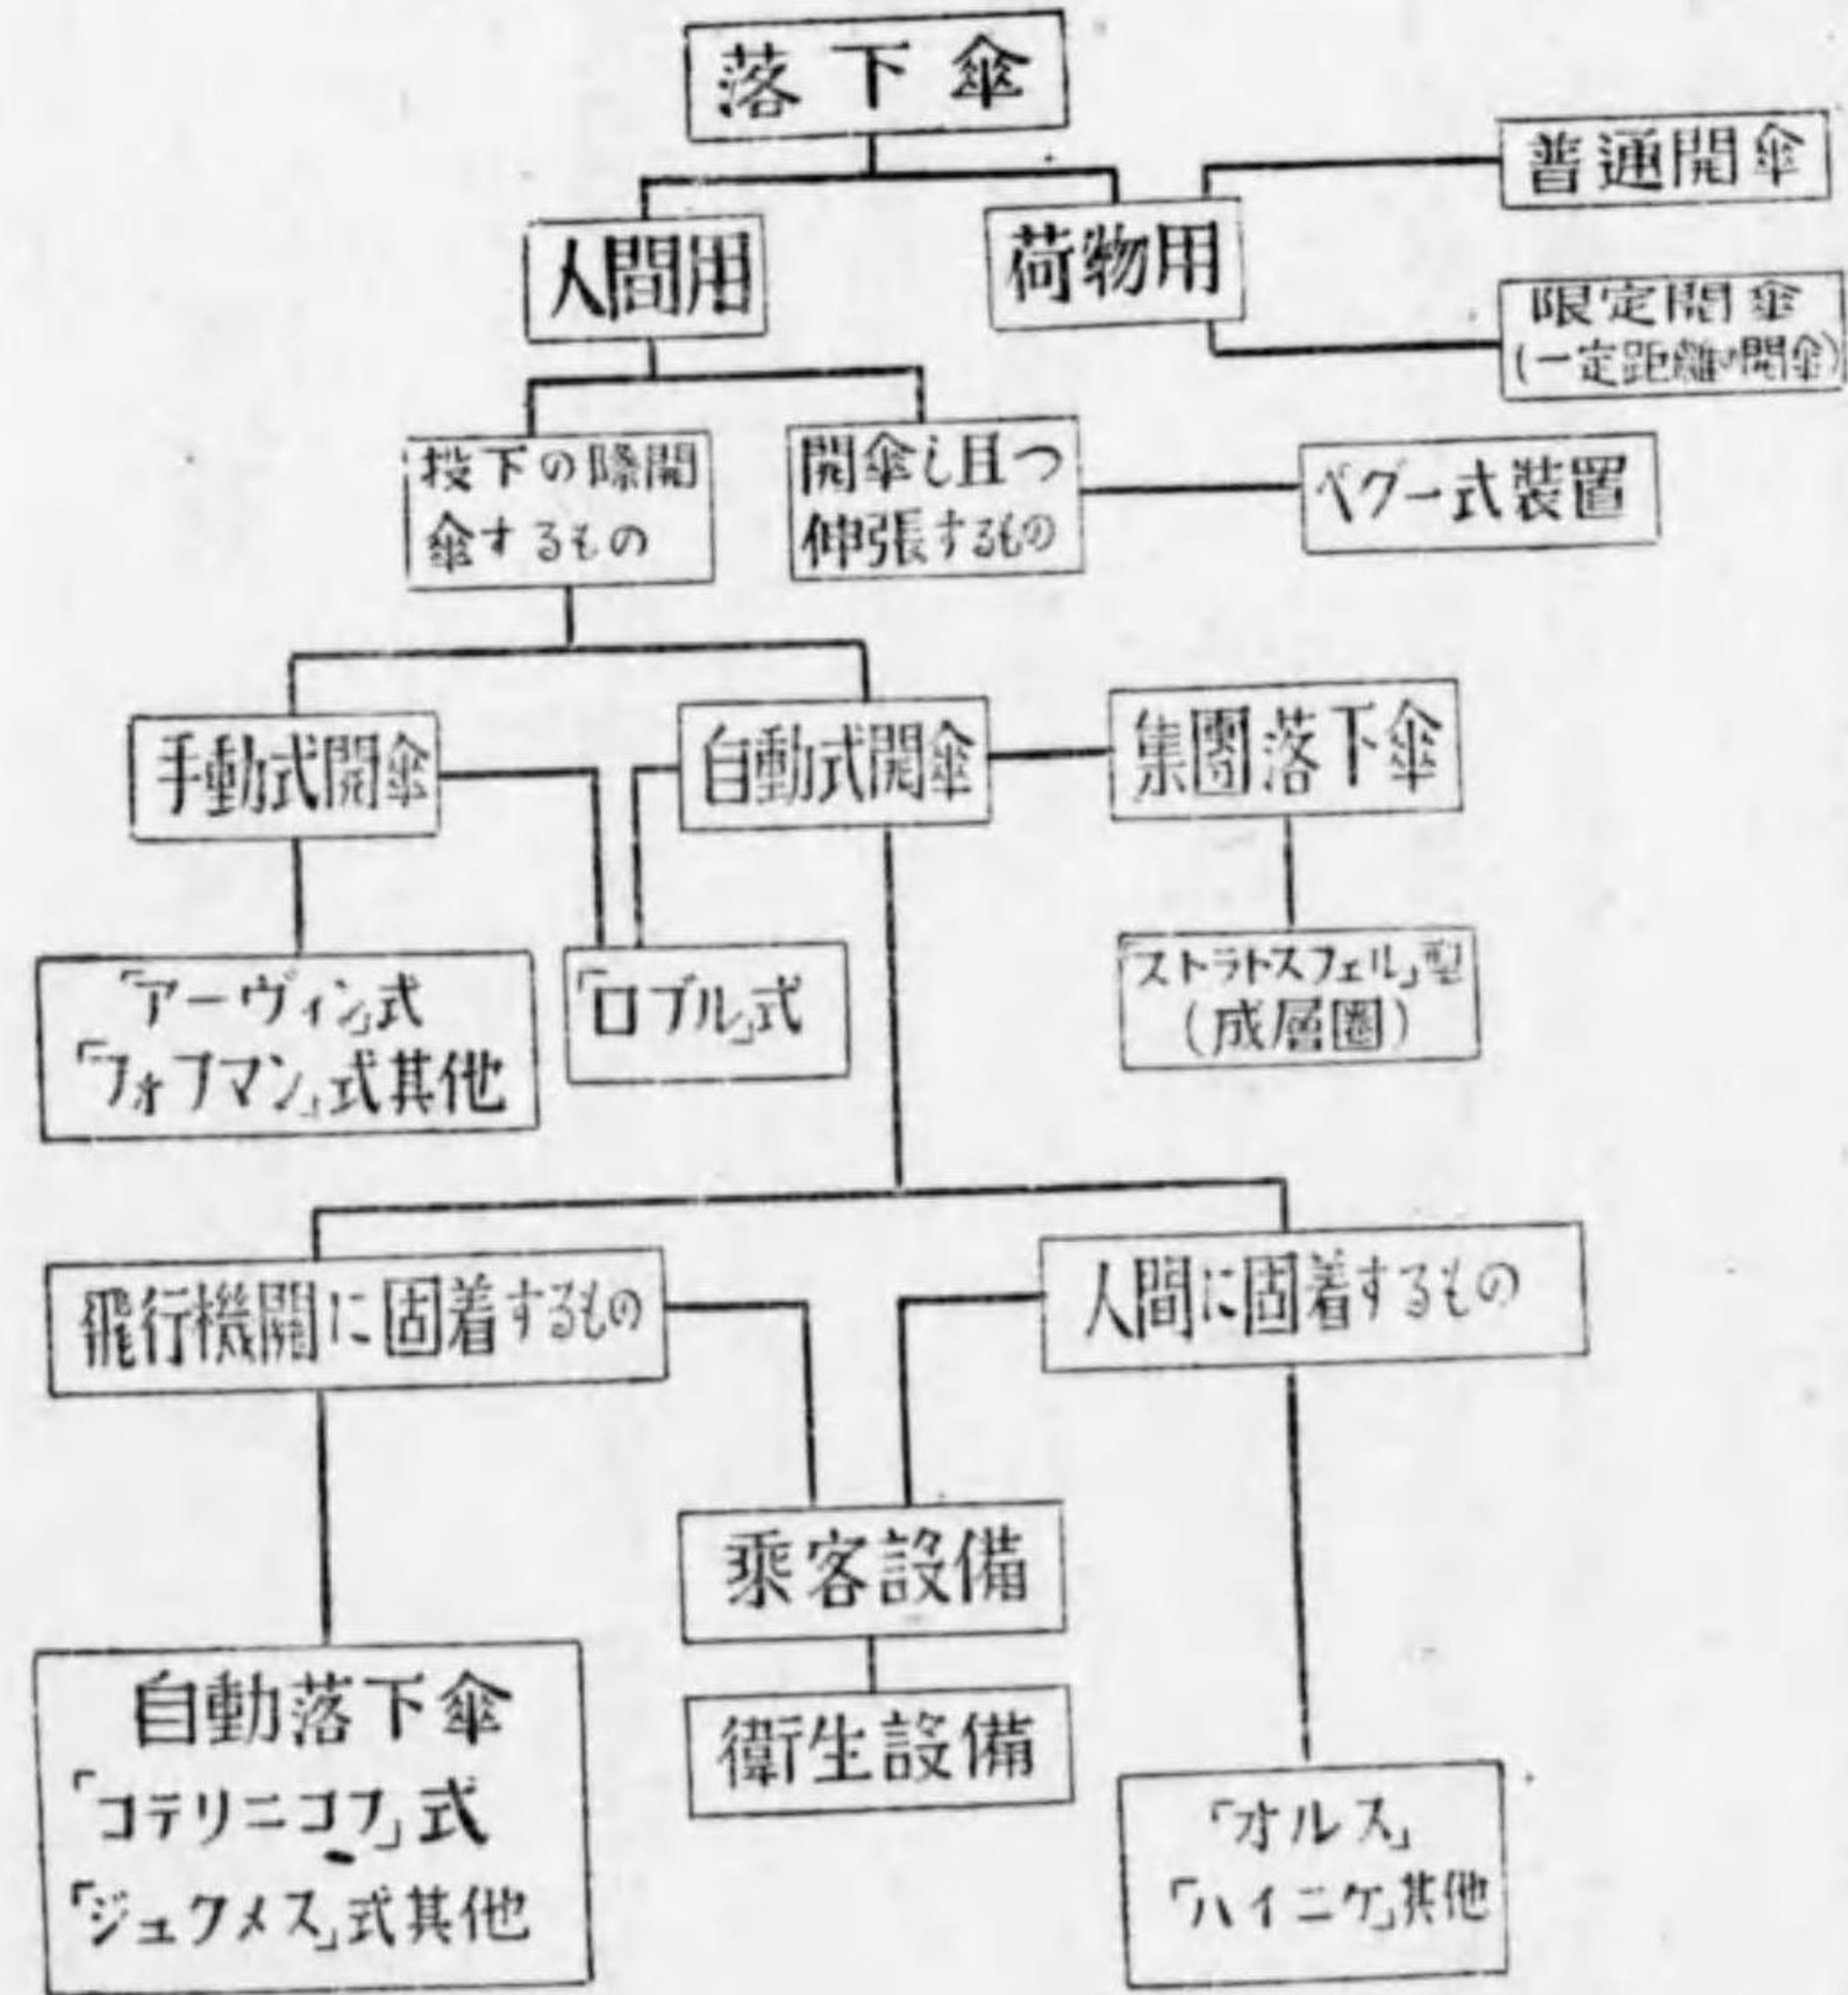 落下傘
普通開傘
人間用
荷物用
限定開傘
(一定距離の開傘)
投下の際開
傘するもの
開傘し且つ
伸張するもの
ベグー式装置
手動式開傘
自動式開傘
集團落下傘
「アーヴィン」式
「フォフマン」式其他
「ロブル」式
「ストラトスフェル」型
(成層圏)
飛行機開に固着するもの
人間に固着するもの
乘客設備
衛生設備
自動落下傘
「コテリニコフ」式
「ジュクメス」式其他
「オルス」
「ハイニケ」其他